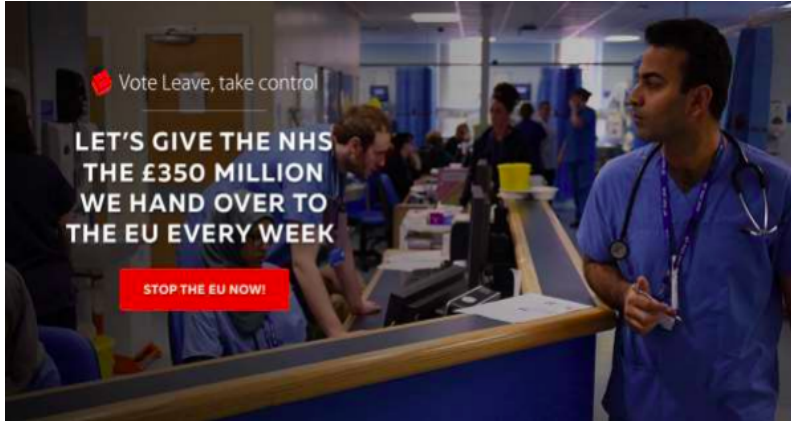 Vote Leave, take control
LET'S GIVE THE NHS
THE £350 MILLION
WE HAND OVER TO
THE EU EVERY WEEK
STOP THE EU NOW!